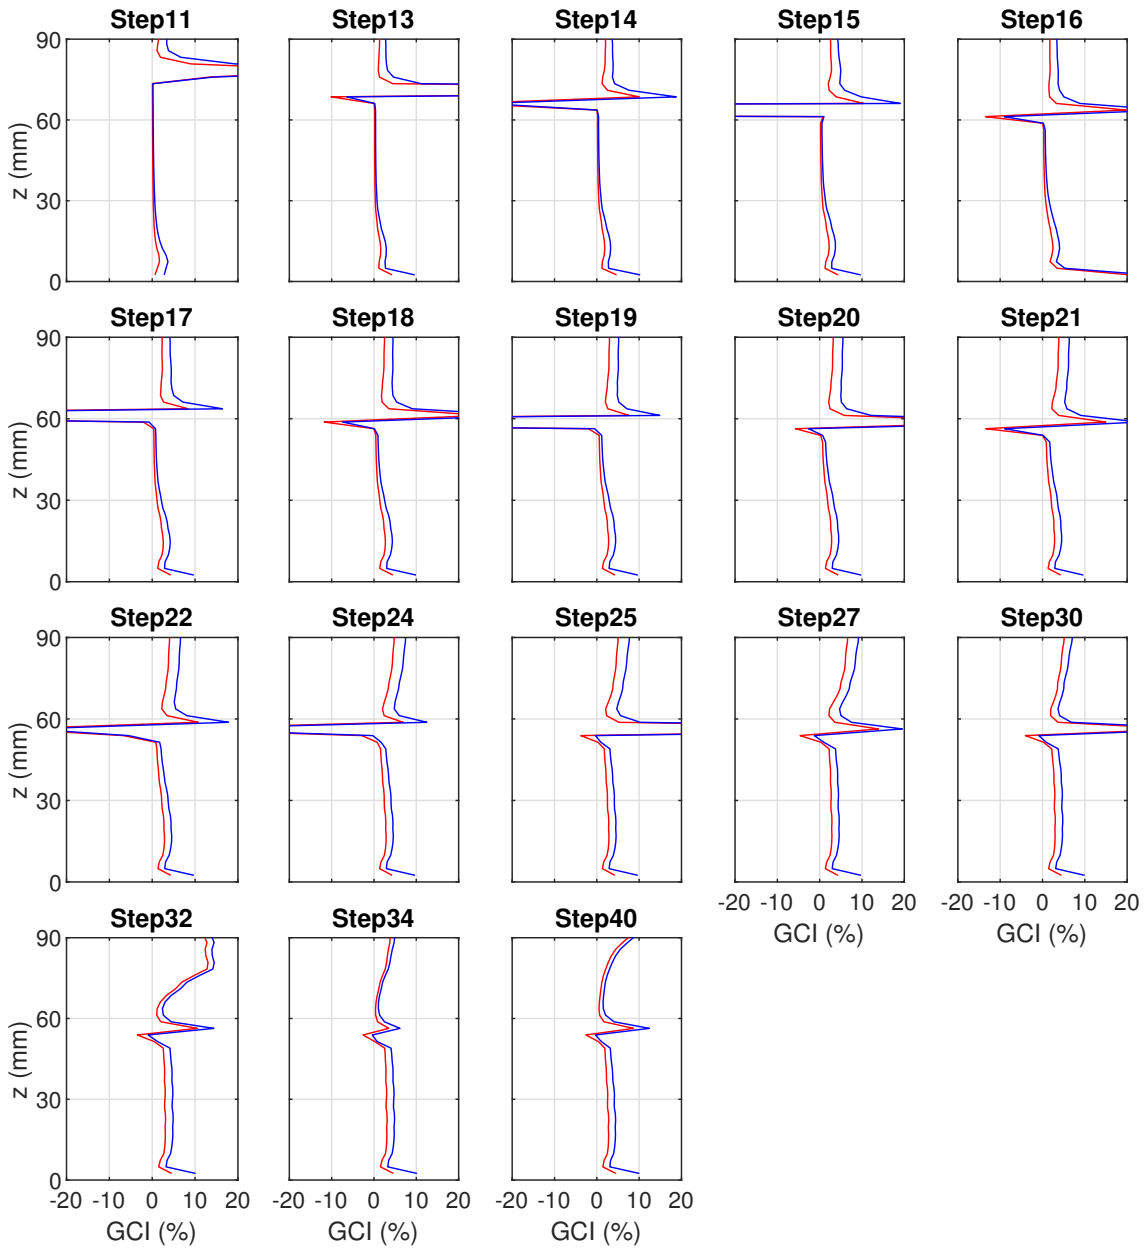 Step11 Step13 Step14 Step15 Step16
90
60
30
0
z (mm)
Step17 Step18 Step19 Step20 Step21
90
60
30
0
z (mm)
Step22 Step24 Step25 Step27 Step30
90
60
30
0
z (mm)
-20 -10 0 10 20 -20 -10 0 10 20
GCI (%) GCI (%)
Step32 Step34 Step40
90
60
30
0
z (mm)
-20 -10 0 10 20 -20 -10 0 10 20 -20 -10 0 10 20
GCI (%) GCI (%) GCI (%)